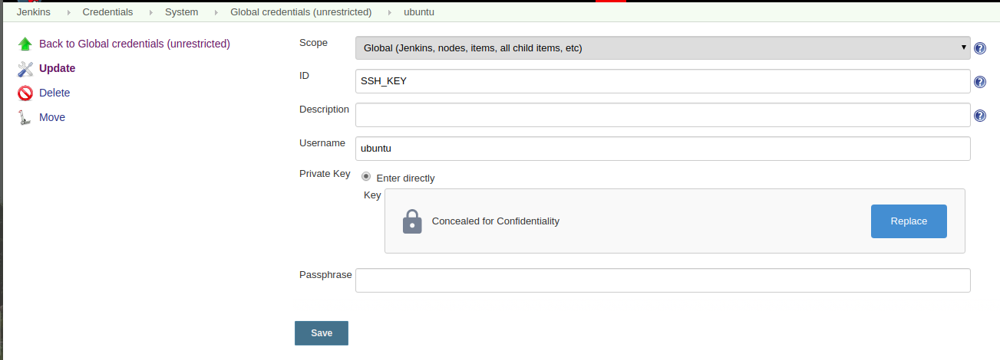 Jenkins Credentials System Global credentials (unrestricted) ubuntu
Back to Global credentials (unrestricted)
Update
Delete
Move
Scope Global (Jenkins, nodes, items, all child items, etc)
ID SSH_KEY
Description
Username ubuntu
Private Key Enter directly
Key Concealed for Confidentiality Replace
Passphrase
Save